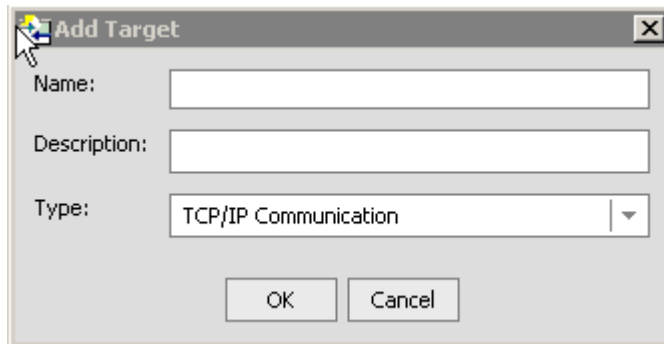 Add Target
Name:
Description:
Type: TCP/IP Communication
OK Cancel